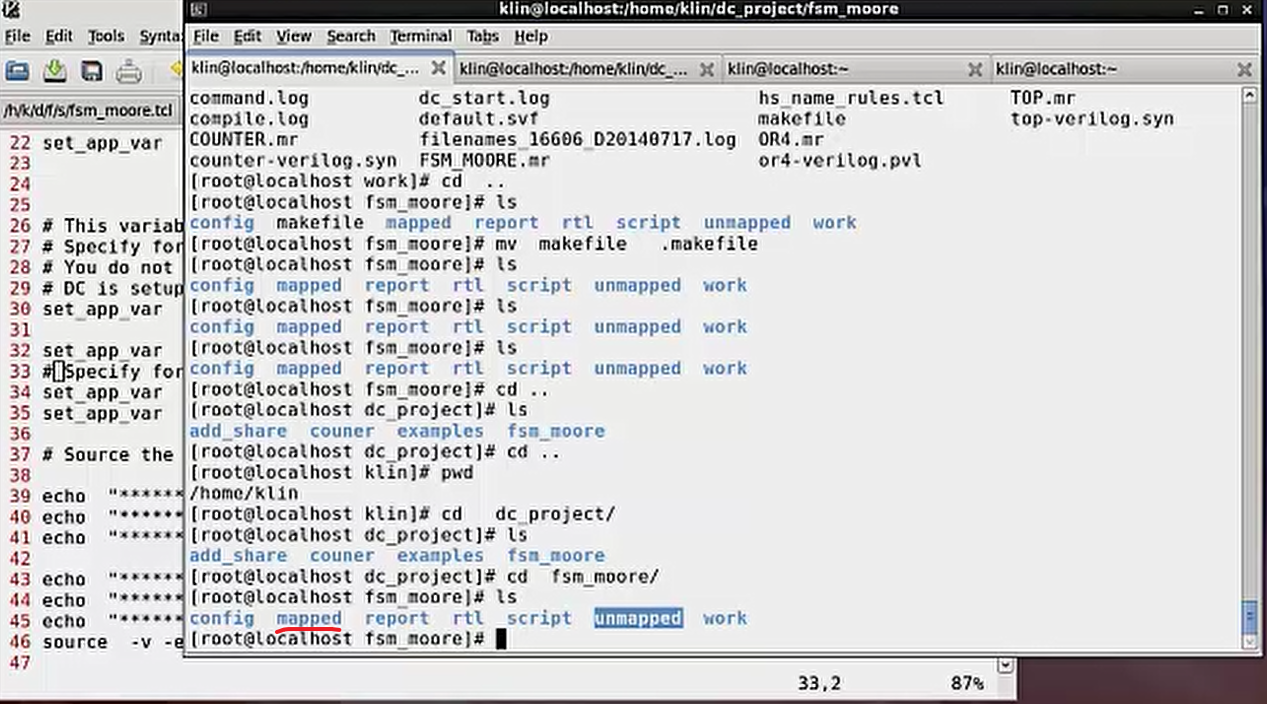 klin@localhost:/home/klin/dc_project/fsm_moore
File Edit Tools Synta
File Edit View Search Terminal Tabs Help
klin@localhost:/home/klin/dc_... klin@localhost:/home/klin/dc_... klin@localhost:~ klin@localhost:~
/h/k/d/f/s/fsm_moore.tcl
22 set_app_var
23
24
25
26 # This variab
27 # Specify for
28 # You do not
29 # DC is setup
30 set_app_var
31
32 set_app_var
33 # Specify for
34 set_app_var
35 set_app_var
36
37 # Source the
38
39 echo "******
40 echo "******
41 echo "******
42
43 echo "******
44 echo "******
45 echo "******
46 source -v -e
47
command.log dc_start.log hs_name_rules.tcl TOP.mr
compile.log default.svf makefile top-verilog.syn
COUNTER.mr filenames_16606_D20140717.log OR4.mr
counter-verilog.syn FSM_MOORE.mr or4-verilog.pvl
[root@localhost work]# cd ..
[root@localhost fsm_moore]# ls
config makefile mapped report rtl script unmapped work
[root@localhost fsm_moore]# mv makefile .makefile
[root@localhost fsm_moore]# ls
config mapped report rtl script unmapped work
[root@localhost fsm_moore]# ls
config mapped report rtl script unmapped work
[root@localhost fsm_moore]# ls
config mapped report rtl script unmapped work
[root@localhost fsm_moore]# cd ..
[root@localhost dc_project]# ls
add_share couner examples fsm_moore
[root@localhost dc_project]# cd ..
[root@localhost klin]# pwd
/home/klin
[root@localhost klin]# cd dc_project/
[root@localhost dc_project]# ls
add_share couner examples fsm_moore
[root@localhost dc_project]# cd fsm_moore/
[root@localhost fsm_moore]# ls
config mapped report rtl script unmapped work
[root@localhost fsm_moore]#
33,2 87%